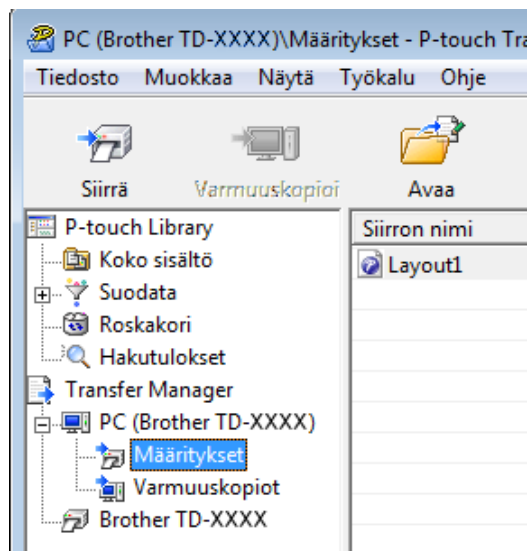 PC (Brother TD-XXXX)\Määritykset - P-touch Tra
Tiedosto Muokkaa Näytä Työkalu Ohje
Siirrä Varmuuskopioi Avaa
P-touch Library
Koko sisältö
Suodata
Roskakori
Hakutulokset
Transfer Manager
PC (Brother TD-XXXX)
Määritykset
Varmuuskopiot
Brother TD-XXXX
Siirron nimi
Layout1